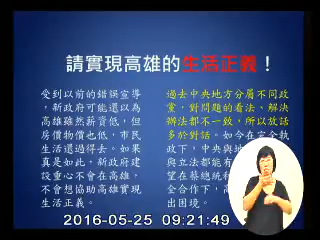 請實現高雄的生活正義！
受到以前的錯誤宣導
，新政府可能還以為
高雄雖然薪資低，但
房價物價也低，市民
生活還過得去。如果
真是如此，新政府建
設重心不會在高雄，
不會想協助高雄實現
生活正義。
過去中央地方分屬不同政
黨，對問題的看法、解決
辦法都不一致，所以放話
多於對話。如今在完全執
政下，中央與地
與立法都能有
望在蔡總統和
全合作下，高
出困境。
2016-05-25 09:21:49